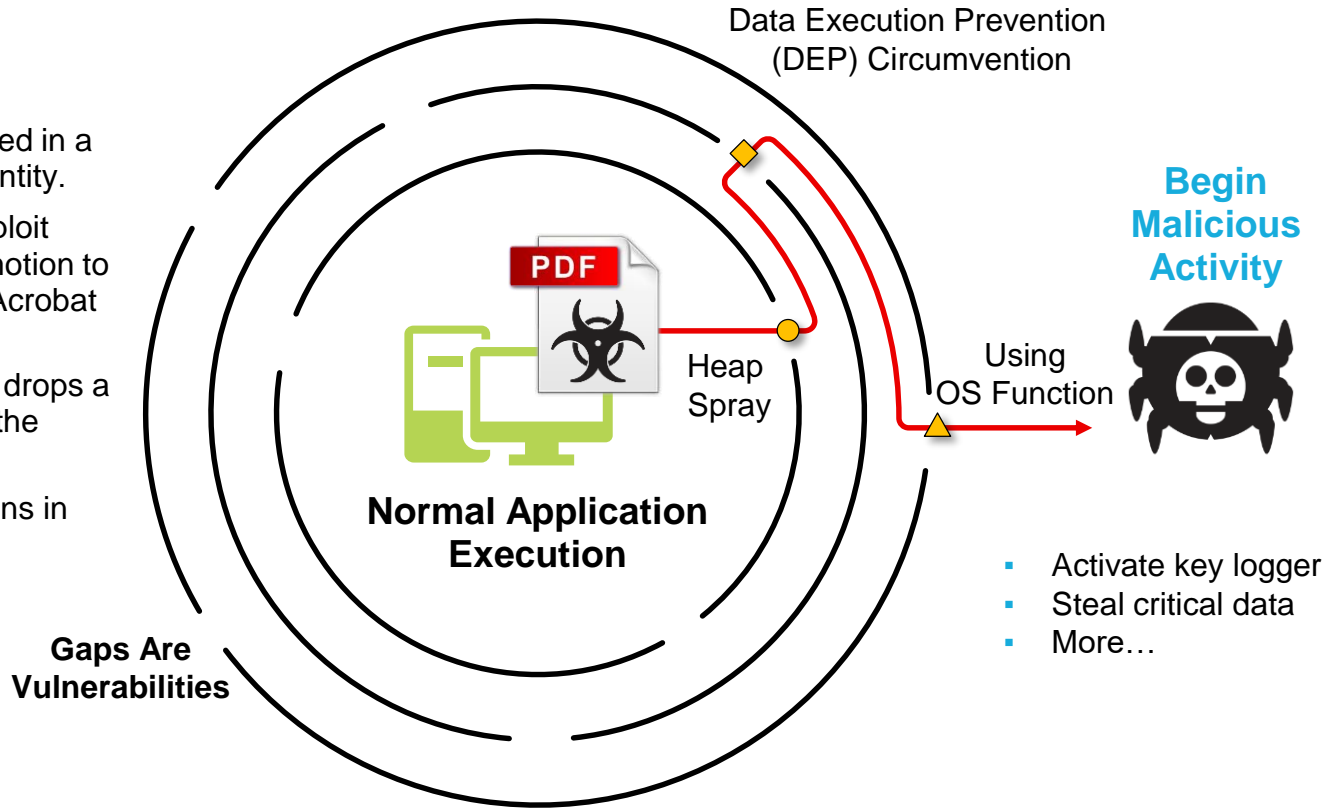 Data Execution Prevention
(DEP) Circumvention
ed in a
ntity.
loit
notion to
Acrobat
drops a
the
ns in
PDF
Heap
Spray
Normal Application
Execution
Gaps Are
Vulnerabilities
Using
OS Function
Begin
Malicious
Activity
▪ Activate key logger
▪ Steal critical data
▪ More…